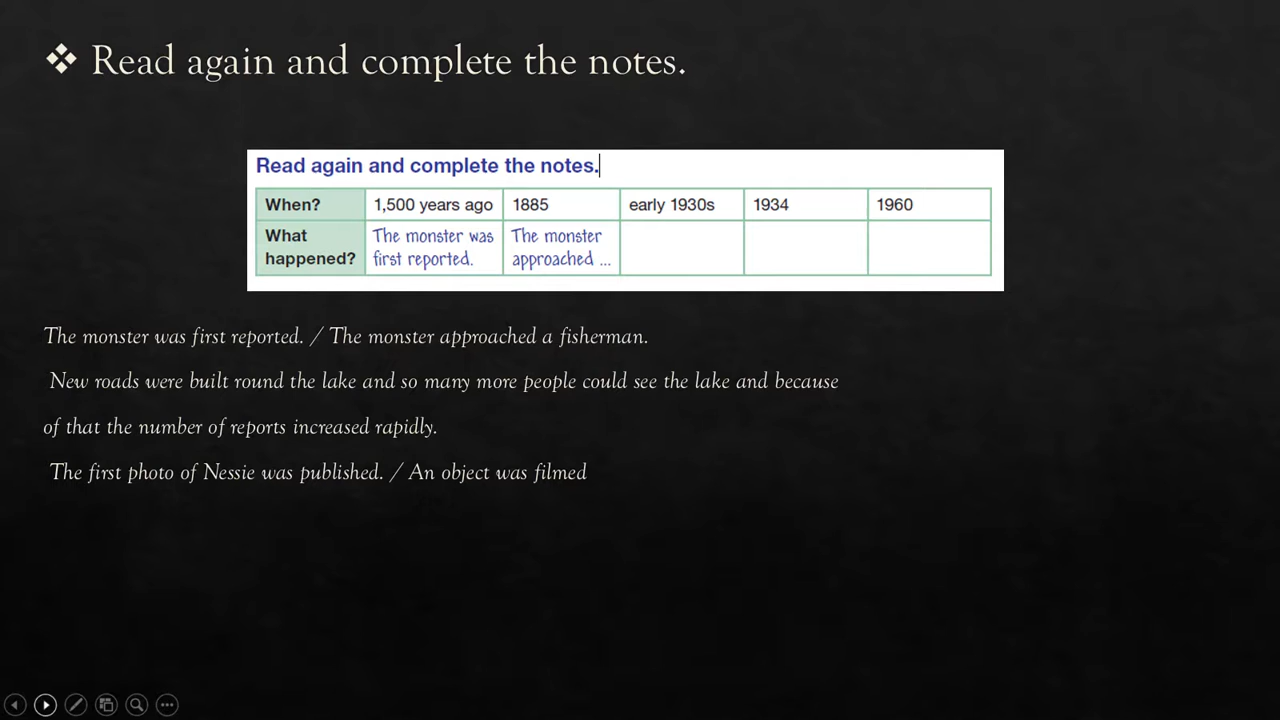 ❖ Read again and complete the notes.
Read again and complete the notes.
When? 1,500 years ago 1885 early 1930s 1934 1960
What happened? The monster was first reported. The monster approached ...
The monster was first reported. / The monster approached a fisherman.
New roads were built round the lake and so many more people could see the lake and because
of that the number of reports increased rapidly.
The first photo of Nessie was published. / An object was filmed